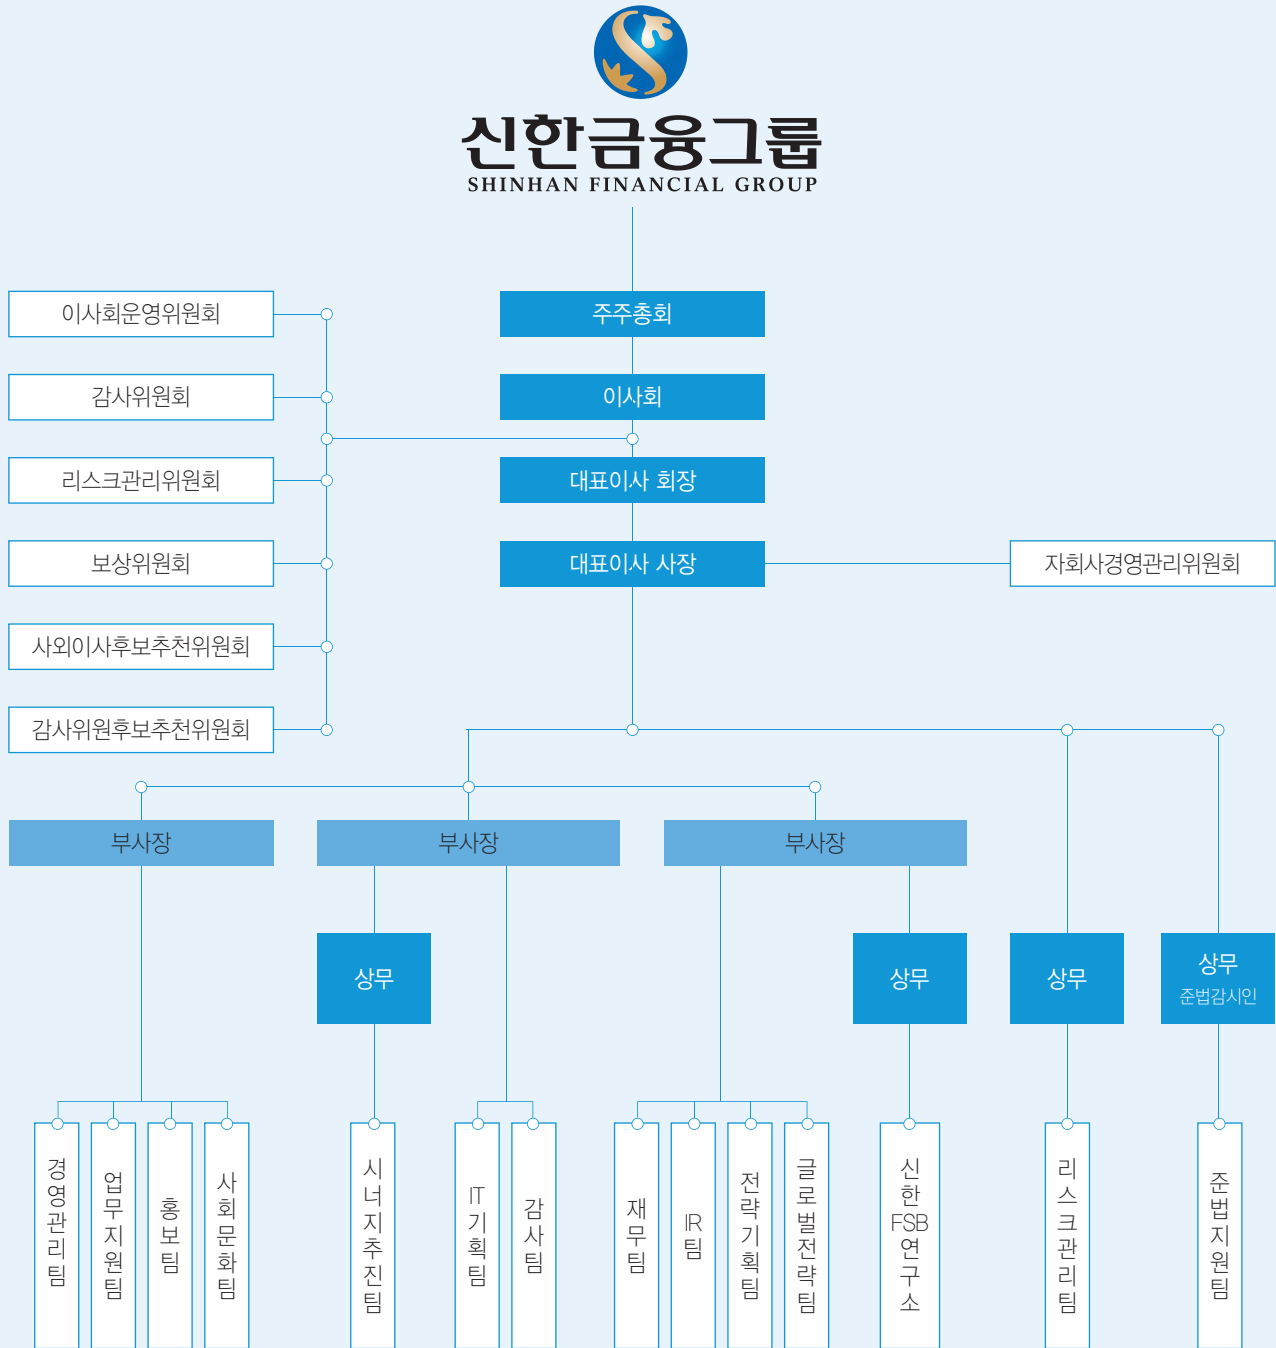 신한금융그룹
SHINHAN FINANCIAL GROUP
주주총회
이사회
대표이사 회장
대표이사 사장
이사회운영위원회
감사위원회
리스크관리위원회
보상위원회
사외이사후보추천위원회
감사위원후보추천위원회
자회사경영관리위원회
부사장
부사장
부사장
상무
상무
상무
상무
준법감시인
경영관리팀
업무지원팀
홍보팀
사회문화팀
시너지추진팀
IT기획팀
감사팀
재무팀
IR팀
전략기획팀
글로벌전략팀
신한FSB연구소
리스크관리팀
준법지원팀